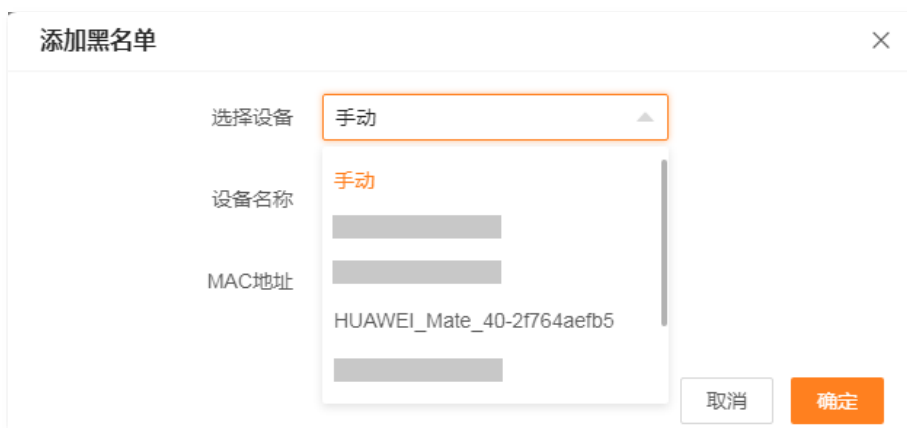 添加黑名单
选择设备 手动
手动
设备名称
MAC地址
HUAWEI_Mate_40-2f764aefb5
取消 确定